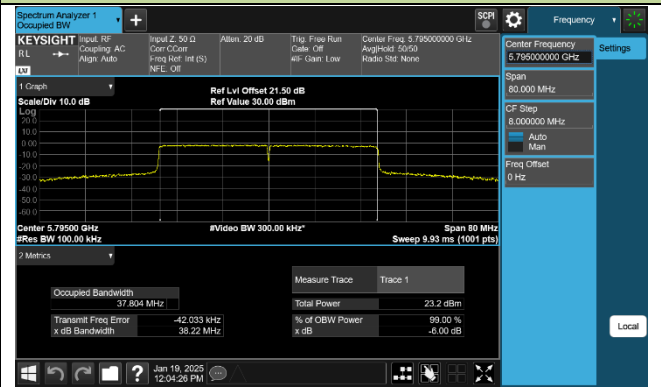 Spectrum Analyzer 1
Occupied BW
SCPI
Frequency
KEYSIGHT
RL
LXI
Input: RF
Coupling: AC
Align: Auto
Input Z: 50 Ω
Corr CCorr
Freq Ref: Int (S)
NFE: Off
Atten: 20 dB
Trig: Free Run
Gate: Off
#IF Gain: Low
Center Freq: 5.795000000 GHz
Avg|Hold: 50/50
Radio Std: None
Center Frequency
5.795000000 GHz
Settings
Span
80.000 MHz
CF Step
8.000000 MHz
Auto
Man
Freq Offset
0 Hz
1 Graph
Scale/Div 10.0 dB
Ref Lvl Offset 21.50 dB
Ref Value 30.00 dBm
Log
20.0
10.0
0.00
-10.0
-20.0
-30.0
-40.0
-50.0
-60.0
Center 5.79500 GHz
#Video BW 300.00 kHz*
Span 80 MHz
#Res BW 100.00 kHz
Sweep 9.93 ms (1001 pts)
2 Metrics
Measure Trace
Trace 1
Occupied Bandwidth
37.804 MHz
Total Power
23.2 dBm
Transmit Freq Error
-42.033 kHz
% of OBW Power
99.00 %
x dB Bandwidth
38.22 MHz
x dB
-6.00 dB
Local
?
Jan 19, 2025
12:04:26 PM